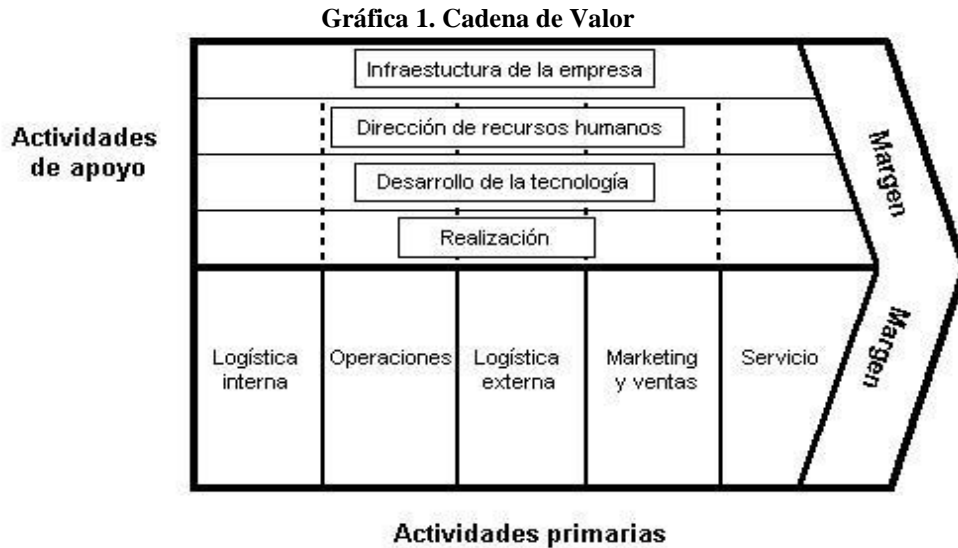 Gráfica 1. Cadena de Valor
Infraestuctura de la empresa
Actividades
de apoyo
Dirección de recursos humanos
Desarrollo de la tecnología
Realización
Margen
Logística
interna
Operaciones
Logística
externa
Marketing
y ventas
Servicio
Margen
Actividades primarias